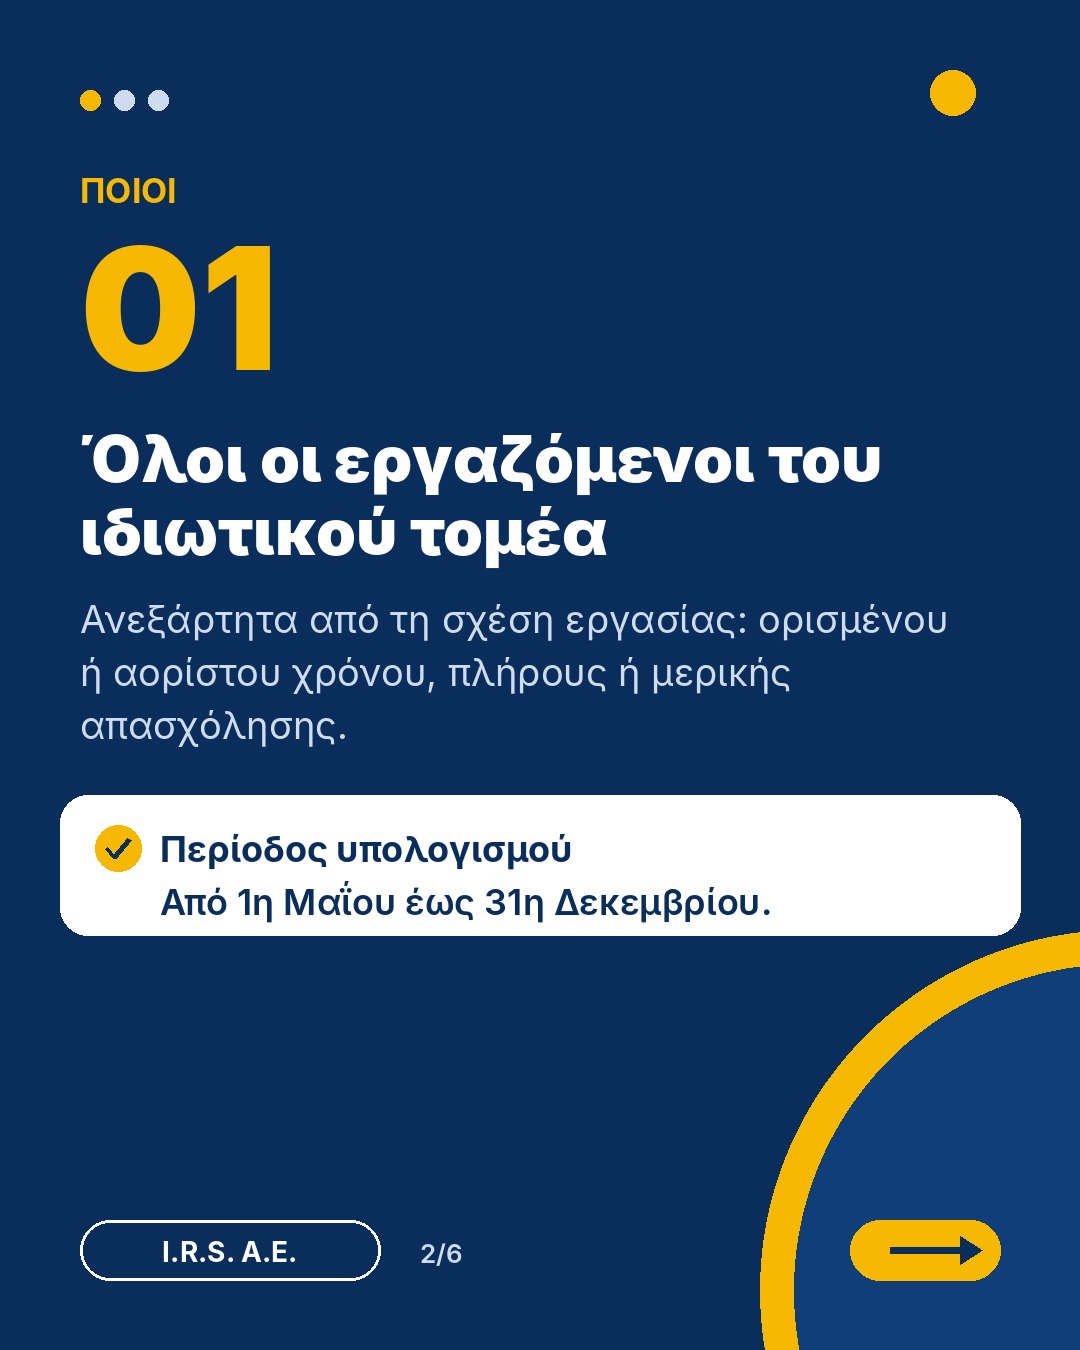 ΠΟΙΟΙ
01
Όλοι οι εργαζόμενοι του
ιδιωτικού τομέα
Ανεξάρτητα από τη σχέση εργασίας: ορισμένου
ή αορίστου χρόνου, πλήρους ή μερικής
απασχόλησης.
Περίοδος υπολογισμού
Από 1η Μαΐου έως 31η Δεκεμβρίου.
I.R.S. A.E.
2/6